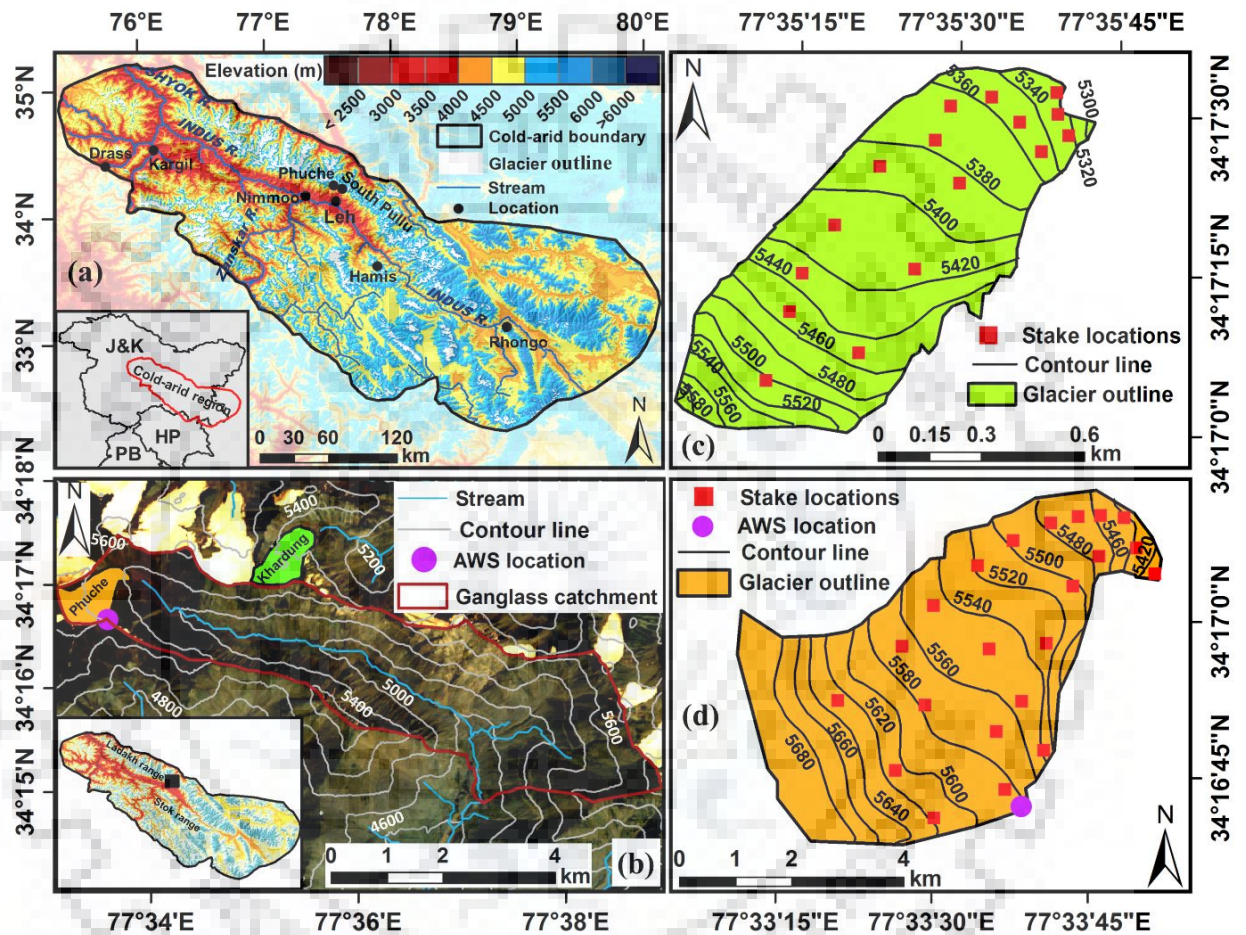 76°E 77°E 78°E 79°E 80°E
77°35'15"E 77°35'30"E 77°35'45"E
35°N
34°N
33°N
Elevation (m)
< 2500
3000
3500
4000
4500
5000
5500
6000
>6000
Cold-arid boundary
Glacier outline
Stream
Location
SHYOK R.
INDUS R.
Drass
Kargil
Phuche
South Pullu
Nimmoo
Leh
Zansker R.
Hamis
INDUS R.
Rhongo
(a)
J&K
Cold-arid region
HP
PB
0 30 60 120
km
N
N
5360
5340
5300
5320
5380
5400
5420
5440
5460
5480
5500
5520
5540
5560
5580
Stake locations
Contour line
Glacier outline
(c)
0 0.15 0.3 0.6
km
34°17'30"N
34°17'15"N
34°17'0"N
34°18'N
34°17'N
34°16'N
34°15'N
N
Stream
Contour line
AWS location
Ganglass catchment
5400
5600
5200
Khardung
Phuche
4800
5000
5400
5600
4600
Ladakh range
Stok range
(b)
0 1 2 4
km
77°34'E 77°36'E 77°38'E
Stake locations
AWS location
Contour line
Glacier outline
5420
5460
5480
5500
5520
5540
5560
5580
5600
5620
5640
5660
5680
(d)
N
0 1 2 4
km
34°17'0"N
34°16'45"N
77°33'15"E 77°33'30"E 77°33'45"E